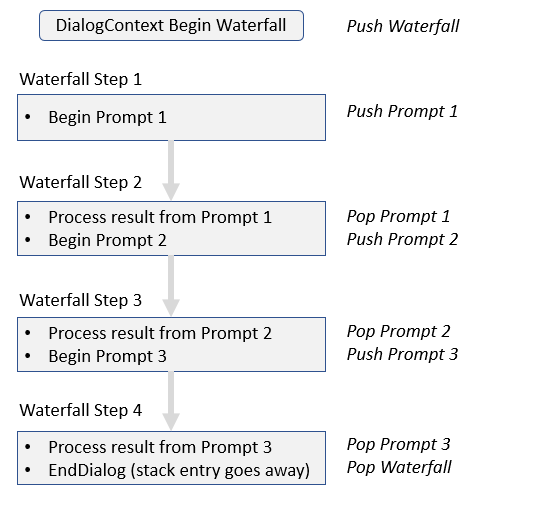 DialogContext Begin Waterfall
Push Waterfall
Waterfall Step 1
• Begin Prompt 1
Push Prompt 1
Waterfall Step 2
• Process result from Prompt 1
• Begin Prompt 2
Pop Prompt 1
Push Prompt 2
Waterfall Step 3
• Process result from Prompt 2
• Begin Prompt 3
Pop Prompt 2
Push Prompt 3
Waterfall Step 4
• Process result from Prompt 3
• EndDialog (stack entry goes away)
Pop Prompt 3
Pop Waterfall